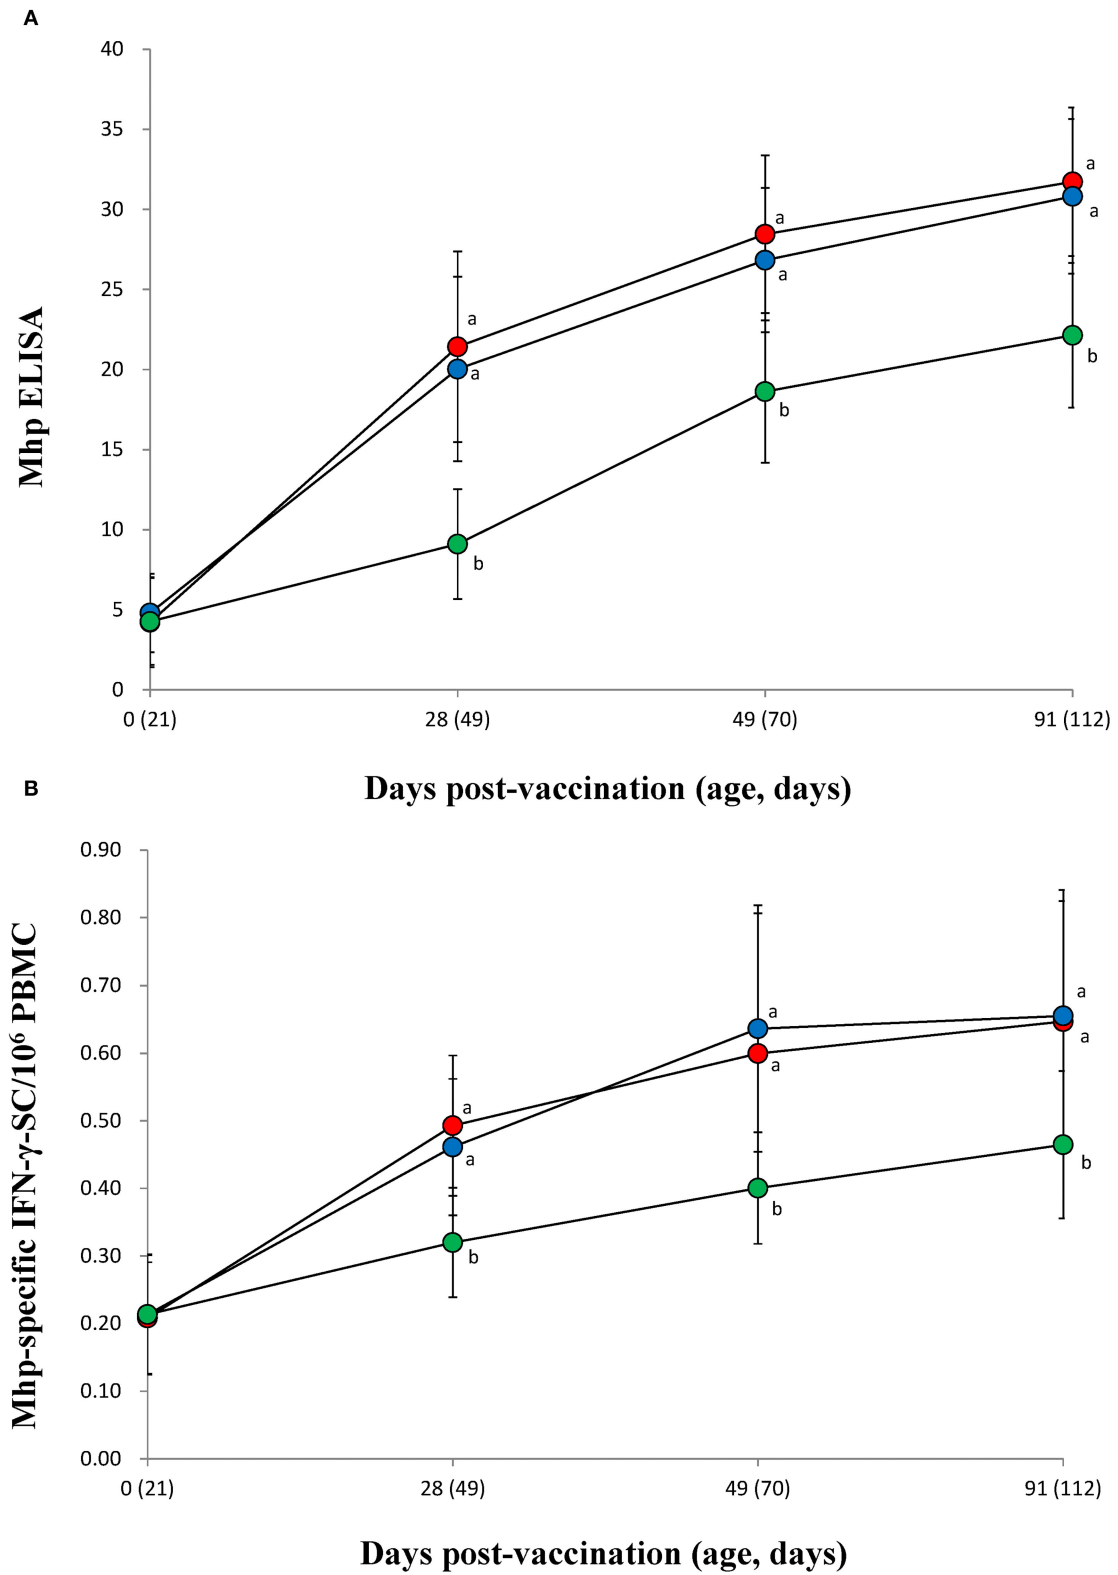 A
40
35
30
25
20
15
10
5
0
Mhp ELISA
a
a
b
a
a
b
a
a
b
0 (21)
28 (49)
49 (70)
91 (112)
Days post-vaccination (age, days)
B
0.90
0.80
0.70
0.60
0.50
0.40
0.30
0.20
0.10
0.00
Mhp-specific IFN-γ-SC/10⁶ PBMC
a
a
b
a
a
b
a
a
b
0 (21)
28 (49)
49 (70)
91 (112)
Days post-vaccination (age, days)